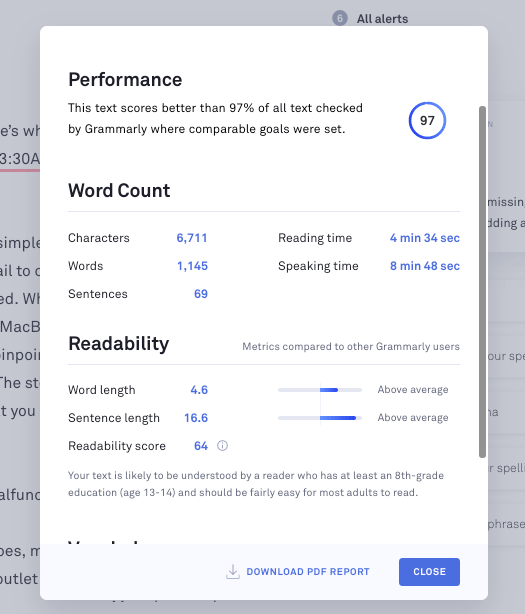 6 All alerts
Performance
This text scores better than 97% of all text checked
by Grammarly where comparable goals were set.
97
Word Count
Characters 6,711 Reading time 4 min 34 sec
Words 1,145 Speaking time 8 min 48 sec
Sentences 69
Readability Metrics compared to other Grammarly users
Word length 4.6 Above average
Sentence length 16.6 Above average
Readability score 64
Your text is likely to be understood by a reader who has at least an 8th-grade
education (age 13-14) and should be fairly easy for most adults to read.
DOWNLOAD PDF REPORT CLOSE
e's wh
3:30A
simple
ail to c
ed. Wh
MacB
pinpoin
The st
t you
alfunc
oes, m
outlet
missin
dding a
our spe
na
r spelli
phrase